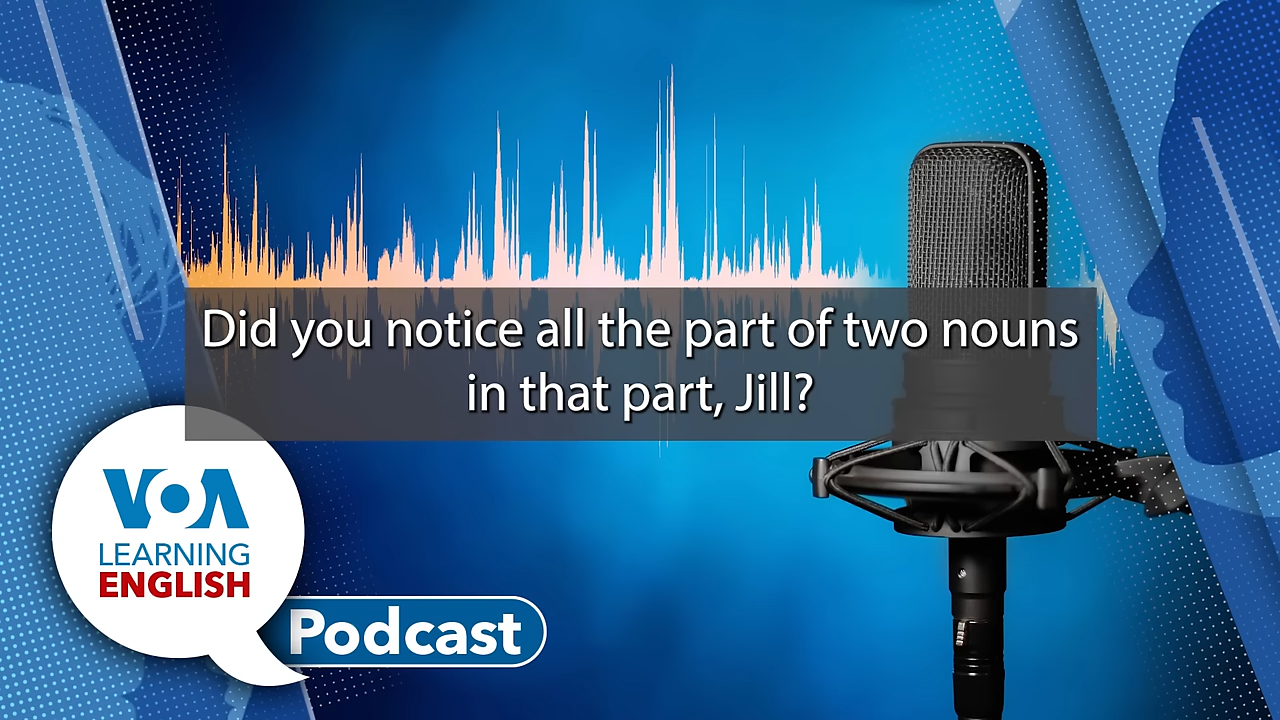 Did you notice all the part of two nouns
in that part, Jill?
VOA
LEARNING
ENGLISH
Podcast